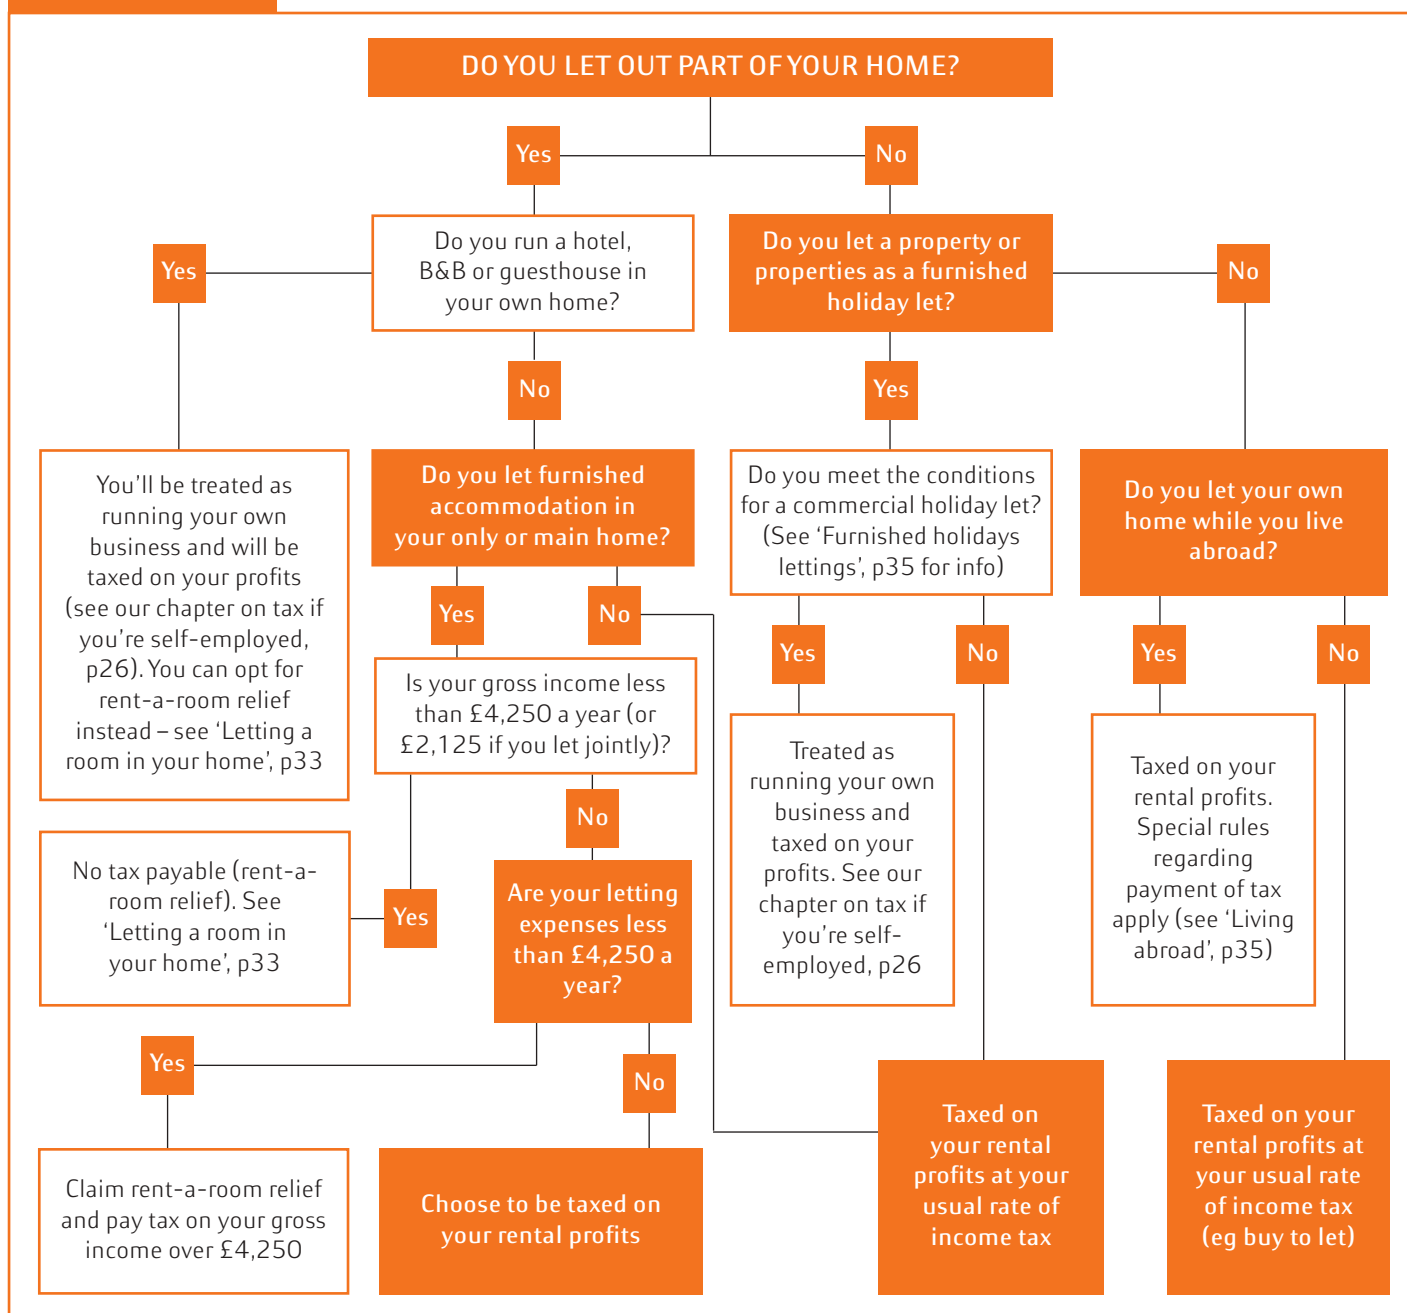 DO YOU LET OUT PART OF YOUR HOME?
Yes
No
Do you run a hotel,
B&B or guesthouse in
your own home?
Do you let a property or
properties as a furnished
holiday let?
Yes
No
No
Yes
You'll be treated as
running your own
business and will be
taxed on your profits
(see our chapter on tax if
you're self-employed,
p26). You can opt for
rent-a-room relief
instead – see 'Letting a
room in your home', p33
Do you let furnished
accommodation in
your only or main home?
Do you meet the conditions
for a commercial holiday let?
(See 'Furnished holidays
lettings', p35 for info)
Do you let your own
home while you live
abroad?
Yes
No
Yes
No
Yes
No
Is your gross income less
than £4,250 a year (or
£2,125 if you let jointly)?
Treated as
running your own
business and
taxed on your
profits. See our
chapter on tax if
you're self-
employed, p26
Taxed on your
rental profits.
Special rules
regarding
payment of tax
apply (see 'Living
abroad', p35)
No
No tax payable (rent-a-
room relief). See
'Letting a room in
your home', p33
Yes
Are your letting
expenses less
than £4,250 a
year?
Yes
No
Claim rent-a-room relief
and pay tax on your gross
income over £4,250
Choose to be taxed on
your rental profits
Taxed on
your rental
profits at your
usual rate of
income tax
Taxed on your
rental profits at
your usual rate
of income tax
(eg buy to let)